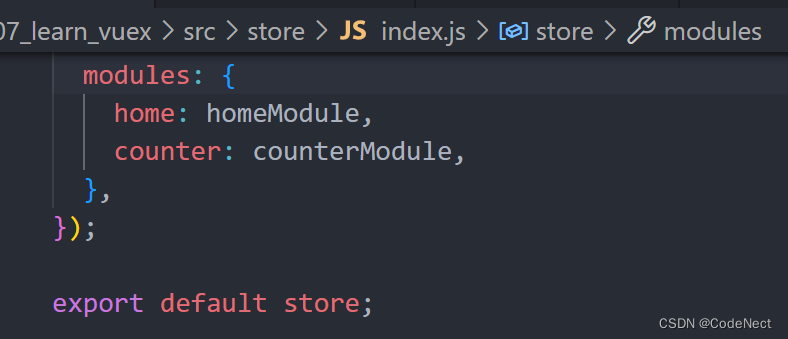 07_learn_vuex > src > store > JS index.js > store > modules
modules: {
home: homeModule,
counter: counterModule,
},
});
export default store;
CSDN @CodeNect